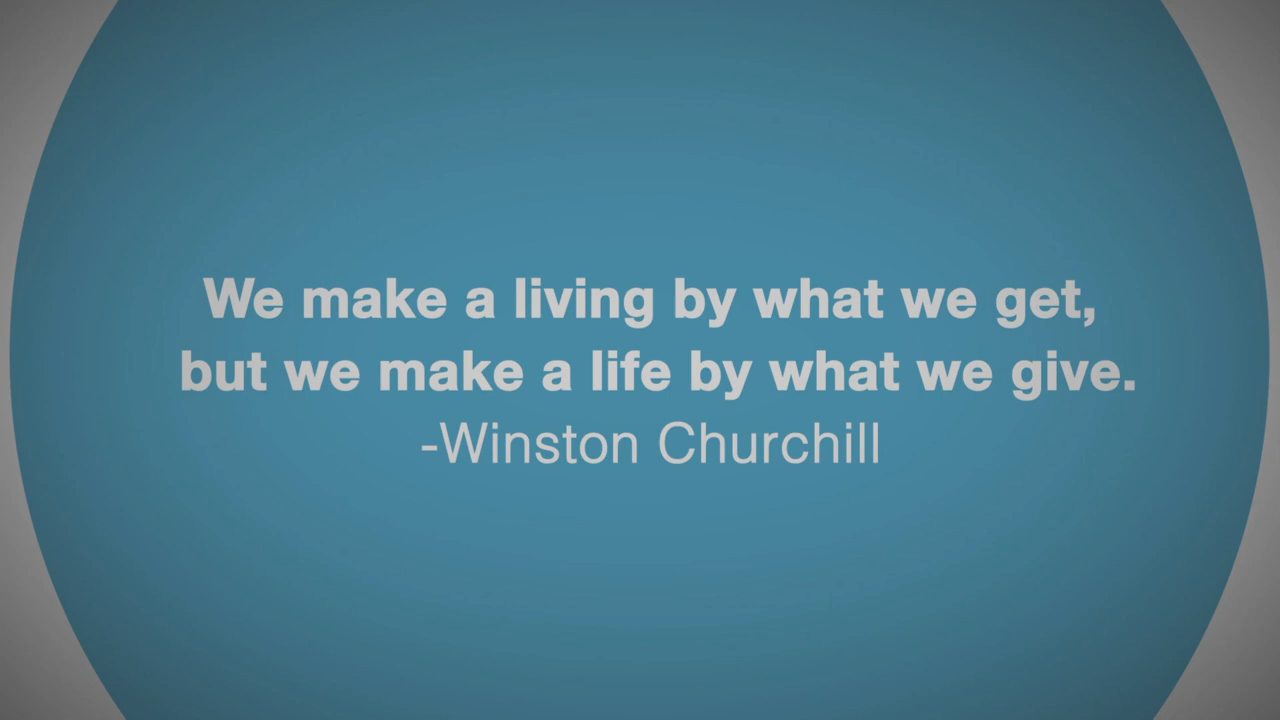 We make a living by what we get,
but we make a life by what we give.
-Winston Churchill